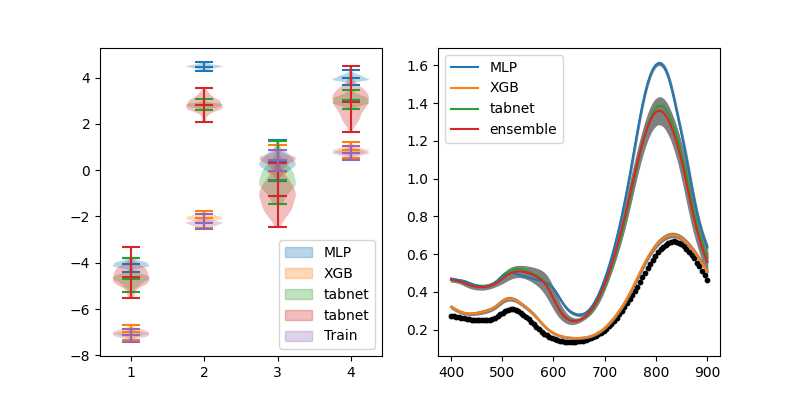 4
2
0
−2
−4
−6
−8
1 2 3 4
MLP
XGB
tabnet
tabnet
Train
1.6
1.4
1.2
1.0
0.8
0.6
0.4
0.2
400 500 600 700 800 900
MLP
XGB
tabnet
ensemble